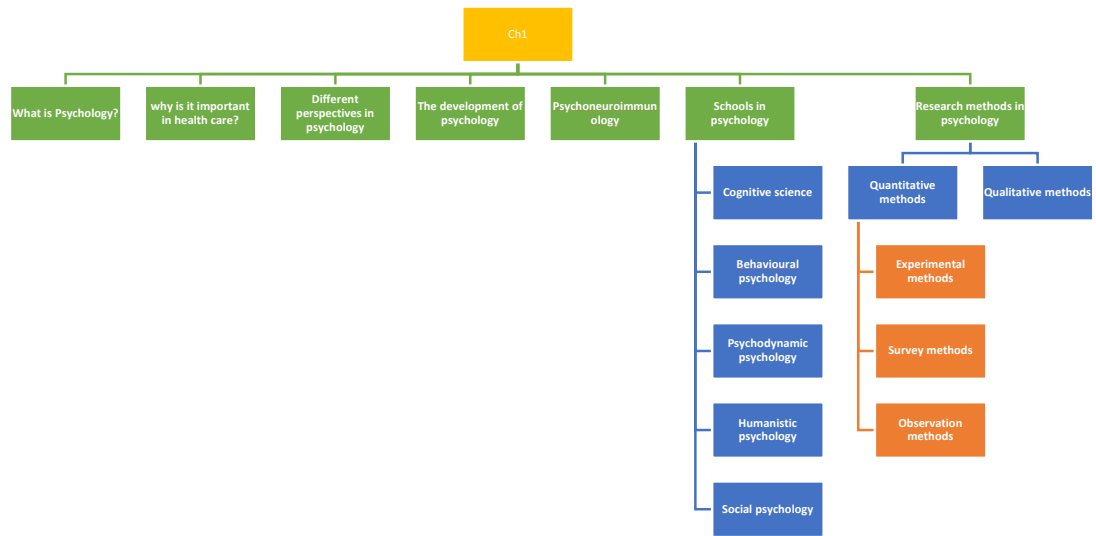 Ch1
What is Psychology?
why is it important
in health care?
Different
perspectives in
psychology
The development of
psychology
Psychoneuroimmun
ology
Schools in
psychology
Research methods in
psychology
Cognitive science
Behavioural
psychology
Psychodynamic
psychology
Humanistic
psychology
Social psychology
Quantitative
methods
Qualitative methods
Experimental
methods
Survey methods
Observation
methods